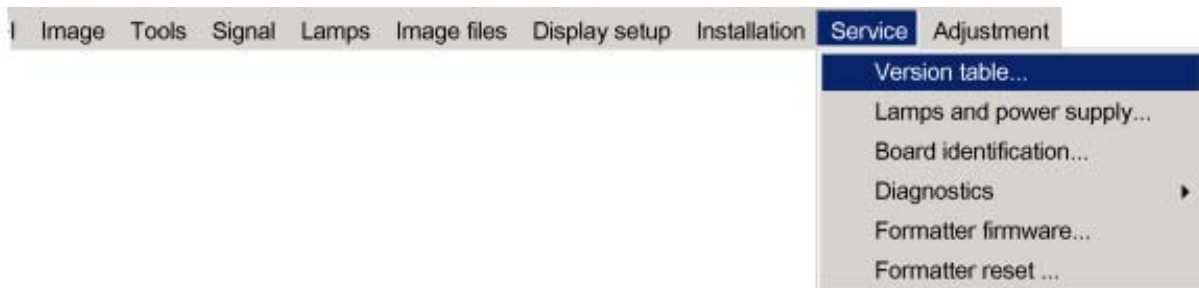 Image Tools Signal Lamps Image files Display setup Installation Service Adjustment
Version table...
Lamps and power supply...
Board identification...
Diagnostics
Formatter firmware...
Formatter reset ...